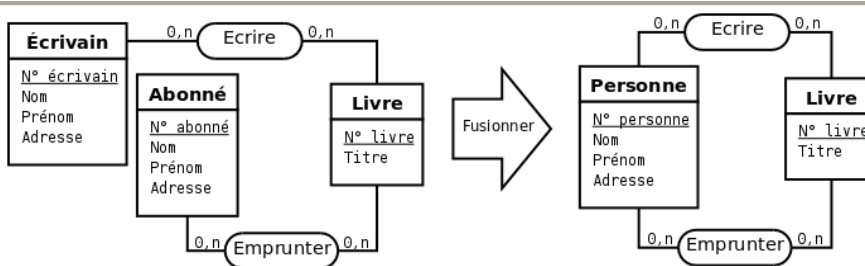 0,n Ecrire 0,n
Écrivain
N° écrivain
Nom
Prénom
Adresse
Abonné
N° abonné
Nom
Prénom
Adresse
Livre
N° livre
Titre
0,n Emprunter 0,n
Fusionner
0,n Ecrire 0,n
Personne
N° personne
Nom
Prénom
Adresse
Livre
N° livre
Titre
0,n Emprunter 0,n